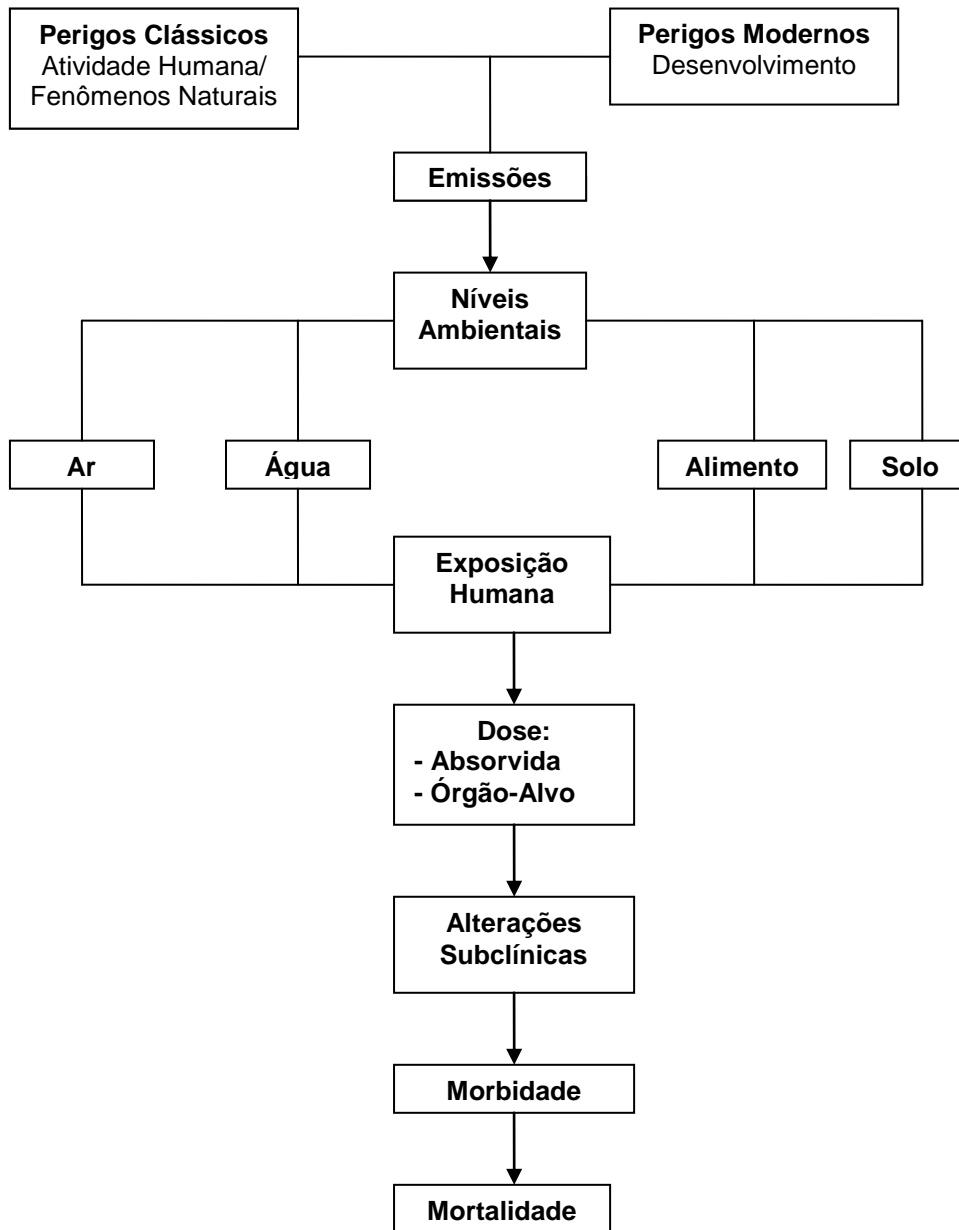 Perigos Clássicos
Atividade Humana/
Fenômenos Naturais
Perigos Modernos
Desenvolvimento
Emissões
Níveis
Ambientais
Ar
Água
Alimento
Solo
Exposição
Humana
Dose:
- Absorvida
- Órgão-Alvo
Alterações
Subclínicas
Morbidade
Mortalidade